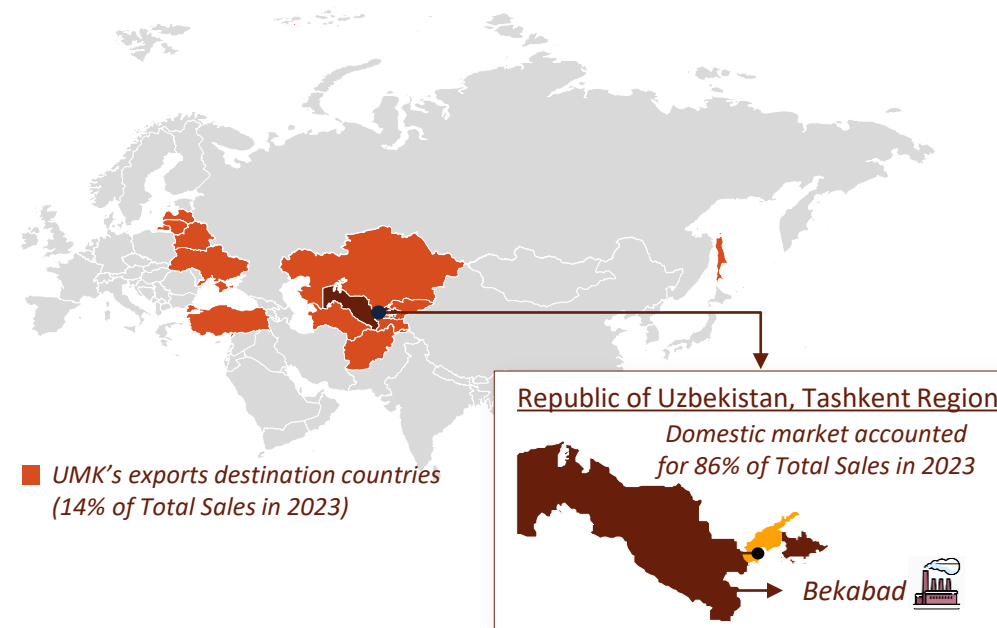 UMK's exports destination countries
(14% of Total Sales in 2023)
Republic of Uzbekistan, Tashkent Region
Domestic market accounted
for 86% of Total Sales in 2023
Bekabad